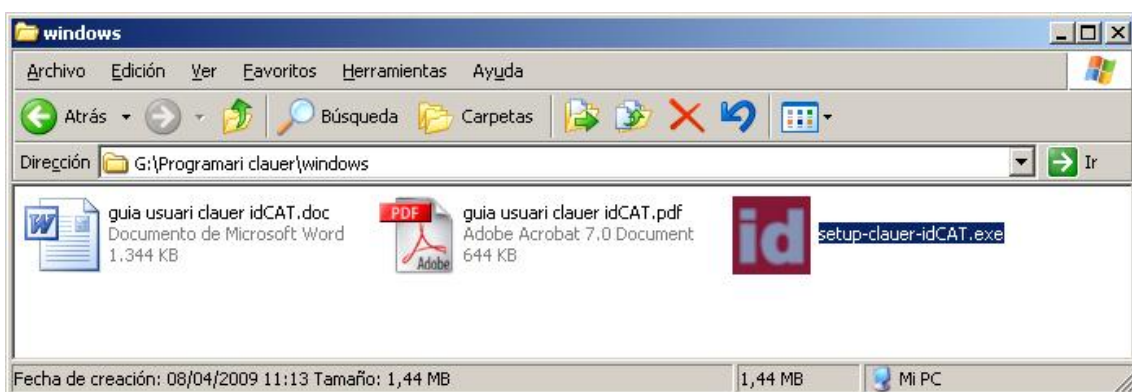 windows
Archivo Edición Ver Favoritos Herramientas Ayuda
Atrás Búsqueda Carpetas
Dirección G:\Programari clauer\windows Ir
guia usuari clauer idCAT.doc
Documento de Microsoft Word
1.344 KB
PDF
Adobe
guia usuari clauer idCAT.pdf
Adobe Acrobat 7.0 Document
644 KB
id
setup-clauer-idCAT.exe
Fecha de creación: 08/04/2009 11:13 Tamaño: 1,44 MB 1,44 MB Mi PC